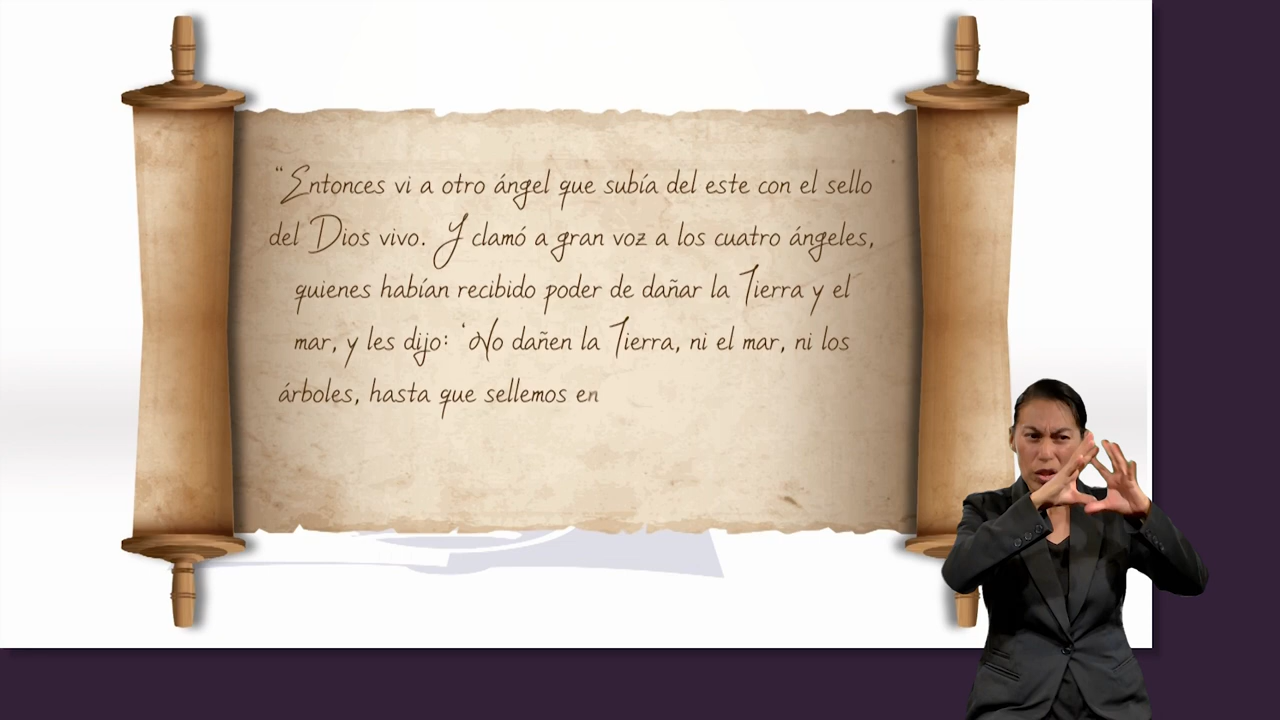 “Entonces vi a otro ángel que subía del este con el sello
del Dios vivo. Y clamó a gran voz a los cuatro ángeles,
quienes habían recibido poder de dañar la Tierra y el
mar, y les dijo: ‘No dañen la Tierra, ni el mar, ni los
árboles, hasta que sellemos en